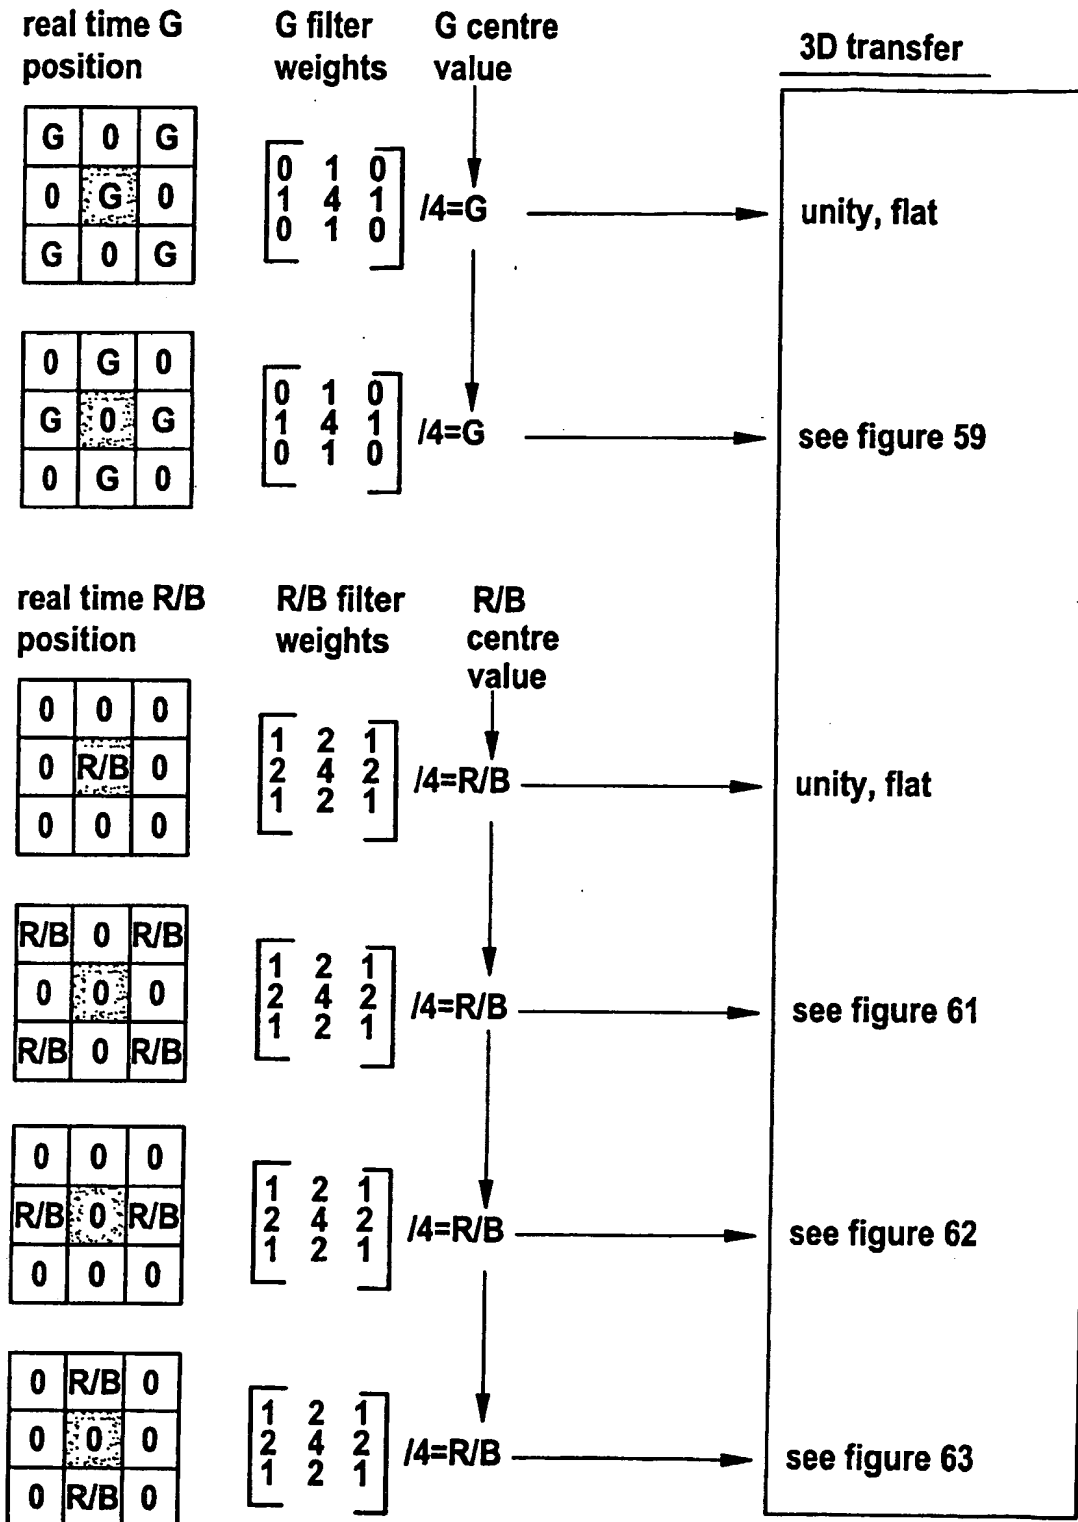 real time G position
G filter weights
G centre value
3D transfer
G 0 G
0 G 0
G 0 G
0 1 0
1 4 1
0 1 0
/4=G
unity, flat
0 G 0
G 0 G
0 G 0
0 1 0
1 4 1
0 1 0
/4=G
see figure 59
real time R/B position
R/B filter weights
R/B centre value
0 0 0
0 R/B 0
0 0 0
1 2 1
2 4 2
1 2 1
/4=R/B
unity, flat
R/B 0 R/B
0 0 0
R/B 0 R/B
1 2 1
2 4 2
1 2 1
/4=R/B
see figure 61
0 0 0
R/B 0 R/B
0 0 0
1 2 1
2 4 2
1 2 1
/4=R/B
see figure 62
0 R/B 0
0 0 0
0 R/B 0
1 2 1
2 4 2
1 2 1
/4=R/B
see figure 63